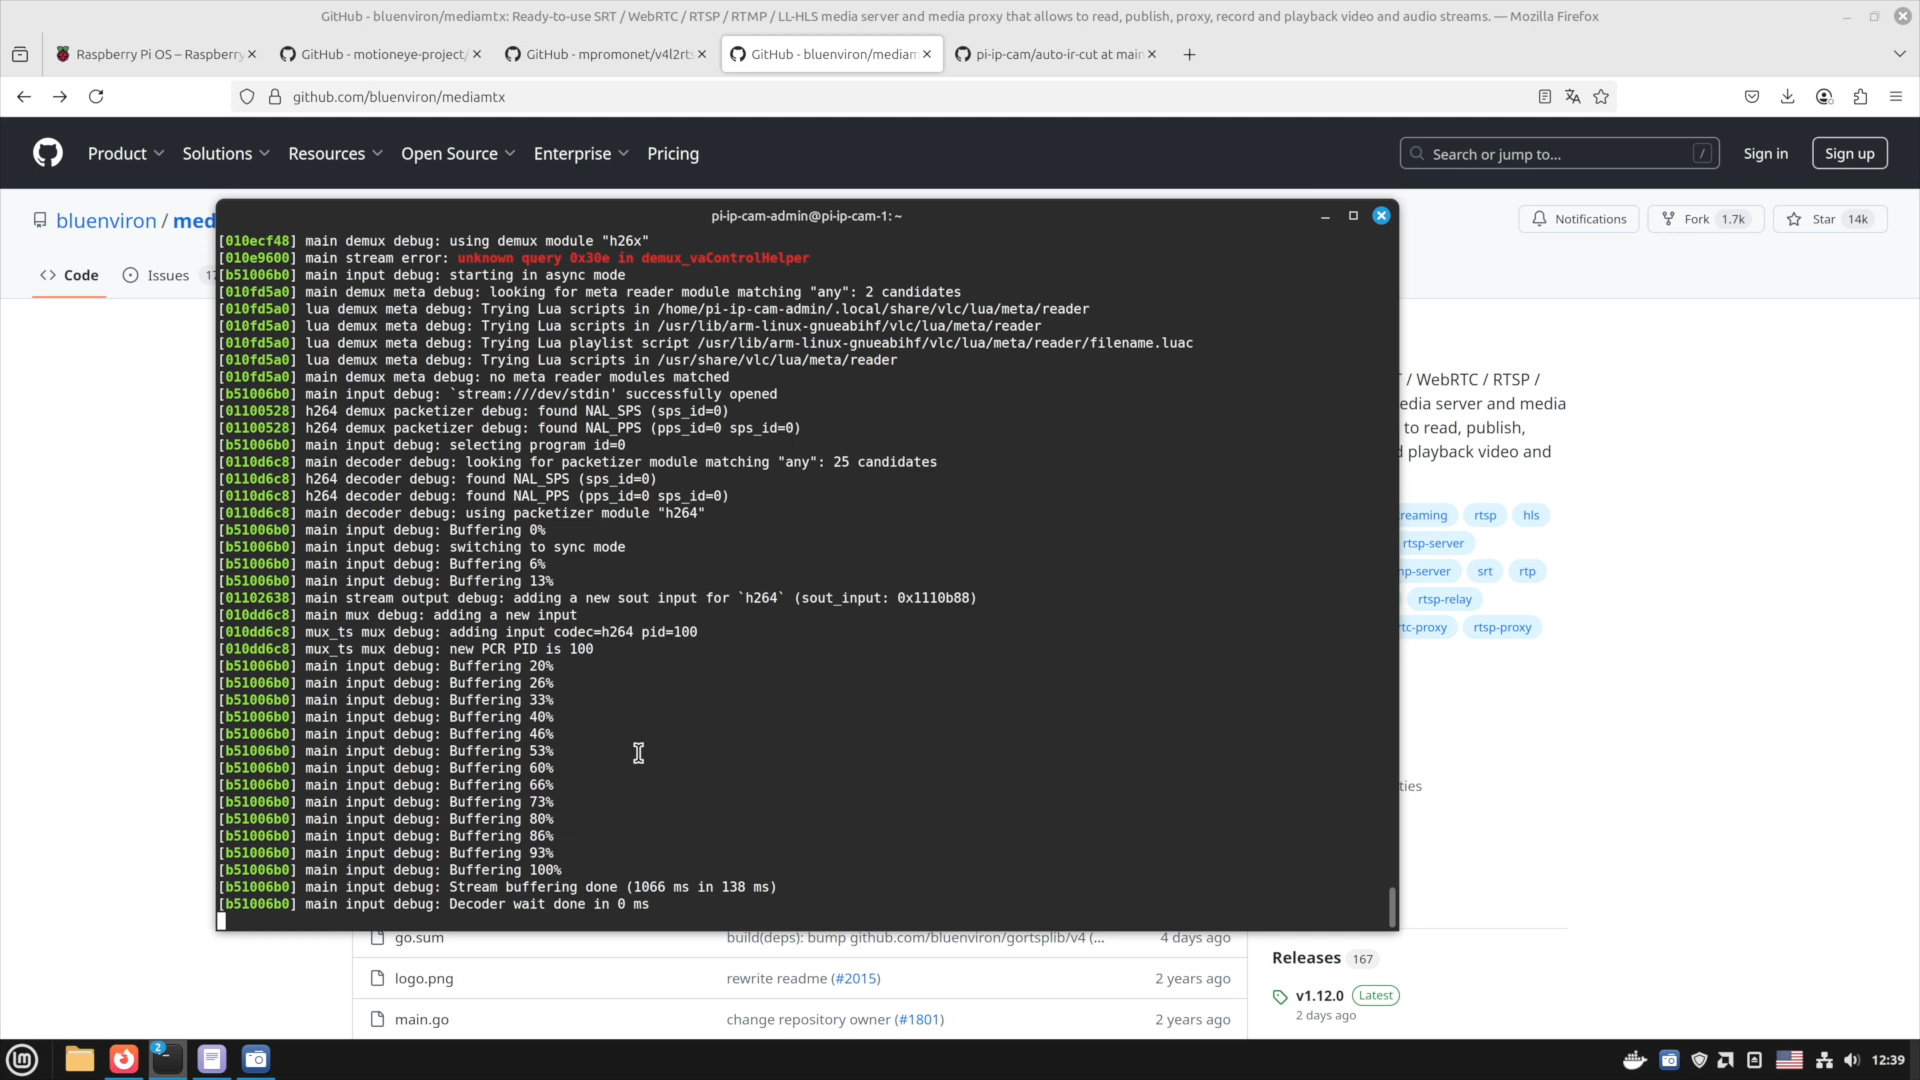 GitHub - bluenviron/mediamtx: Ready-to-use SRT / WebRTC / RTSP / RTMP / LL-HLS media server and media proxy that allows to read, publish, proxy, record and playback video and audio streams. — Mozilla Firefox
Raspberry Pi OS – Raspberry
GitHub - motioneye-project/
GitHub - mpromonet/v4l2rts
GitHub - bluenviron/mediam
pi-ip-cam/auto-ir-cut at main
github.com/bluenviron/mediamtx
Product
Solutions
Resources
Open Source
Enterprise
Pricing
Search or jump to...
/
Sign in
Sign up
bluenviron / med
Notifications
Fork 1.7k
Star 14k
Code
Issues 17
pi-ip-cam-admin@pi-ip-cam-1: ~
[010ecf48] main demux debug: using demux module "h26x"
[010e9600] main stream error: unknown query 0x30e in demux_vaControlHelper
[b51006b0] main input debug: starting in async mode
[010fd5a0] main demux meta debug: looking for meta reader module matching "any": 2 candidates
[010fd5a0] lua demux meta debug: Trying Lua scripts in /home/pi-ip-cam-admin/.local/share/vlc/lua/meta/reader
[010fd5a0] lua demux meta debug: Trying Lua scripts in /usr/lib/arm-linux-gnueabihf/vlc/lua/meta/reader
[010fd5a0] lua demux meta debug: Trying Lua playlist script /usr/lib/arm-linux-gnueabihf/vlc/lua/meta/reader/filename.luac
[010fd5a0] lua demux meta debug: Trying Lua scripts in /usr/share/vlc/lua/meta/reader
[010fd5a0] main demux meta debug: no meta reader modules matched
[b51006b0] main input debug: `stream:///dev/stdin' successfully opened
[01100528] h264 demux packetizer debug: found NAL_SPS (sps_id=0)
[01100528] h264 demux packetizer debug: found NAL_PPS (pps_id=0 sps_id=0)
[b51006b0] main input debug: selecting program id=0
[0110d6c8] main decoder debug: looking for packetizer module matching "any": 25 candidates
[0110d6c8] h264 decoder debug: found NAL_SPS (sps_id=0)
[0110d6c8] h264 decoder debug: found NAL_PPS (pps_id=0 sps_id=0)
[0110d6c8] main decoder debug: using packetizer module "h264"
[b51006b0] main input debug: Buffering 0%
[b51006b0] main input debug: switching to sync mode
[b51006b0] main input debug: Buffering 6%
[b51006b0] main input debug: Buffering 13%
[01102638] main stream output debug: adding a new sout input for `h264` (sout_input: 0x1110b88)
[010dd6c8] main mux debug: adding a new input
[010dd6c8] mux_ts mux debug: adding input codec=h264 pid=100
[010dd6c8] mux_ts mux debug: new PCR PID is 100
[b51006b0] main input debug: Buffering 20%
[b51006b0] main input debug: Buffering 26%
[b51006b0] main input debug: Buffering 33%
[b51006b0] main input debug: Buffering 40%
[b51006b0] main input debug: Buffering 46%
[b51006b0] main input debug: Buffering 53%
[b51006b0] main input debug: Buffering 60%
[b51006b0] main input debug: Buffering 66%
[b51006b0] main input debug: Buffering 73%
[b51006b0] main input debug: Buffering 80%
[b51006b0] main input debug: Buffering 86%
[b51006b0] main input debug: Buffering 93%
[b51006b0] main input debug: Buffering 100%
[b51006b0] main input debug: Stream buffering done (1066 ms in 138 ms)
[b51006b0] main input debug: Decoder wait done in 0 ms
T / WebRTC / RTSP /
edia server and media
to read, publish,
d playback video and
reaming rtsp hls
rtsp-server
mp-server srt rtp
rtsp-relay
rtc-proxy rtsp-proxy
ties
go.sum build(deps): bump github.com/bluenviron/gortsplib/v4 (... 4 days ago
logo.png rewrite readme (#2015) 2 years ago
main.go change repository owner (#1801) 2 years ago
Releases 167
v1.12.0 Latest
2 days ago
2
12:39